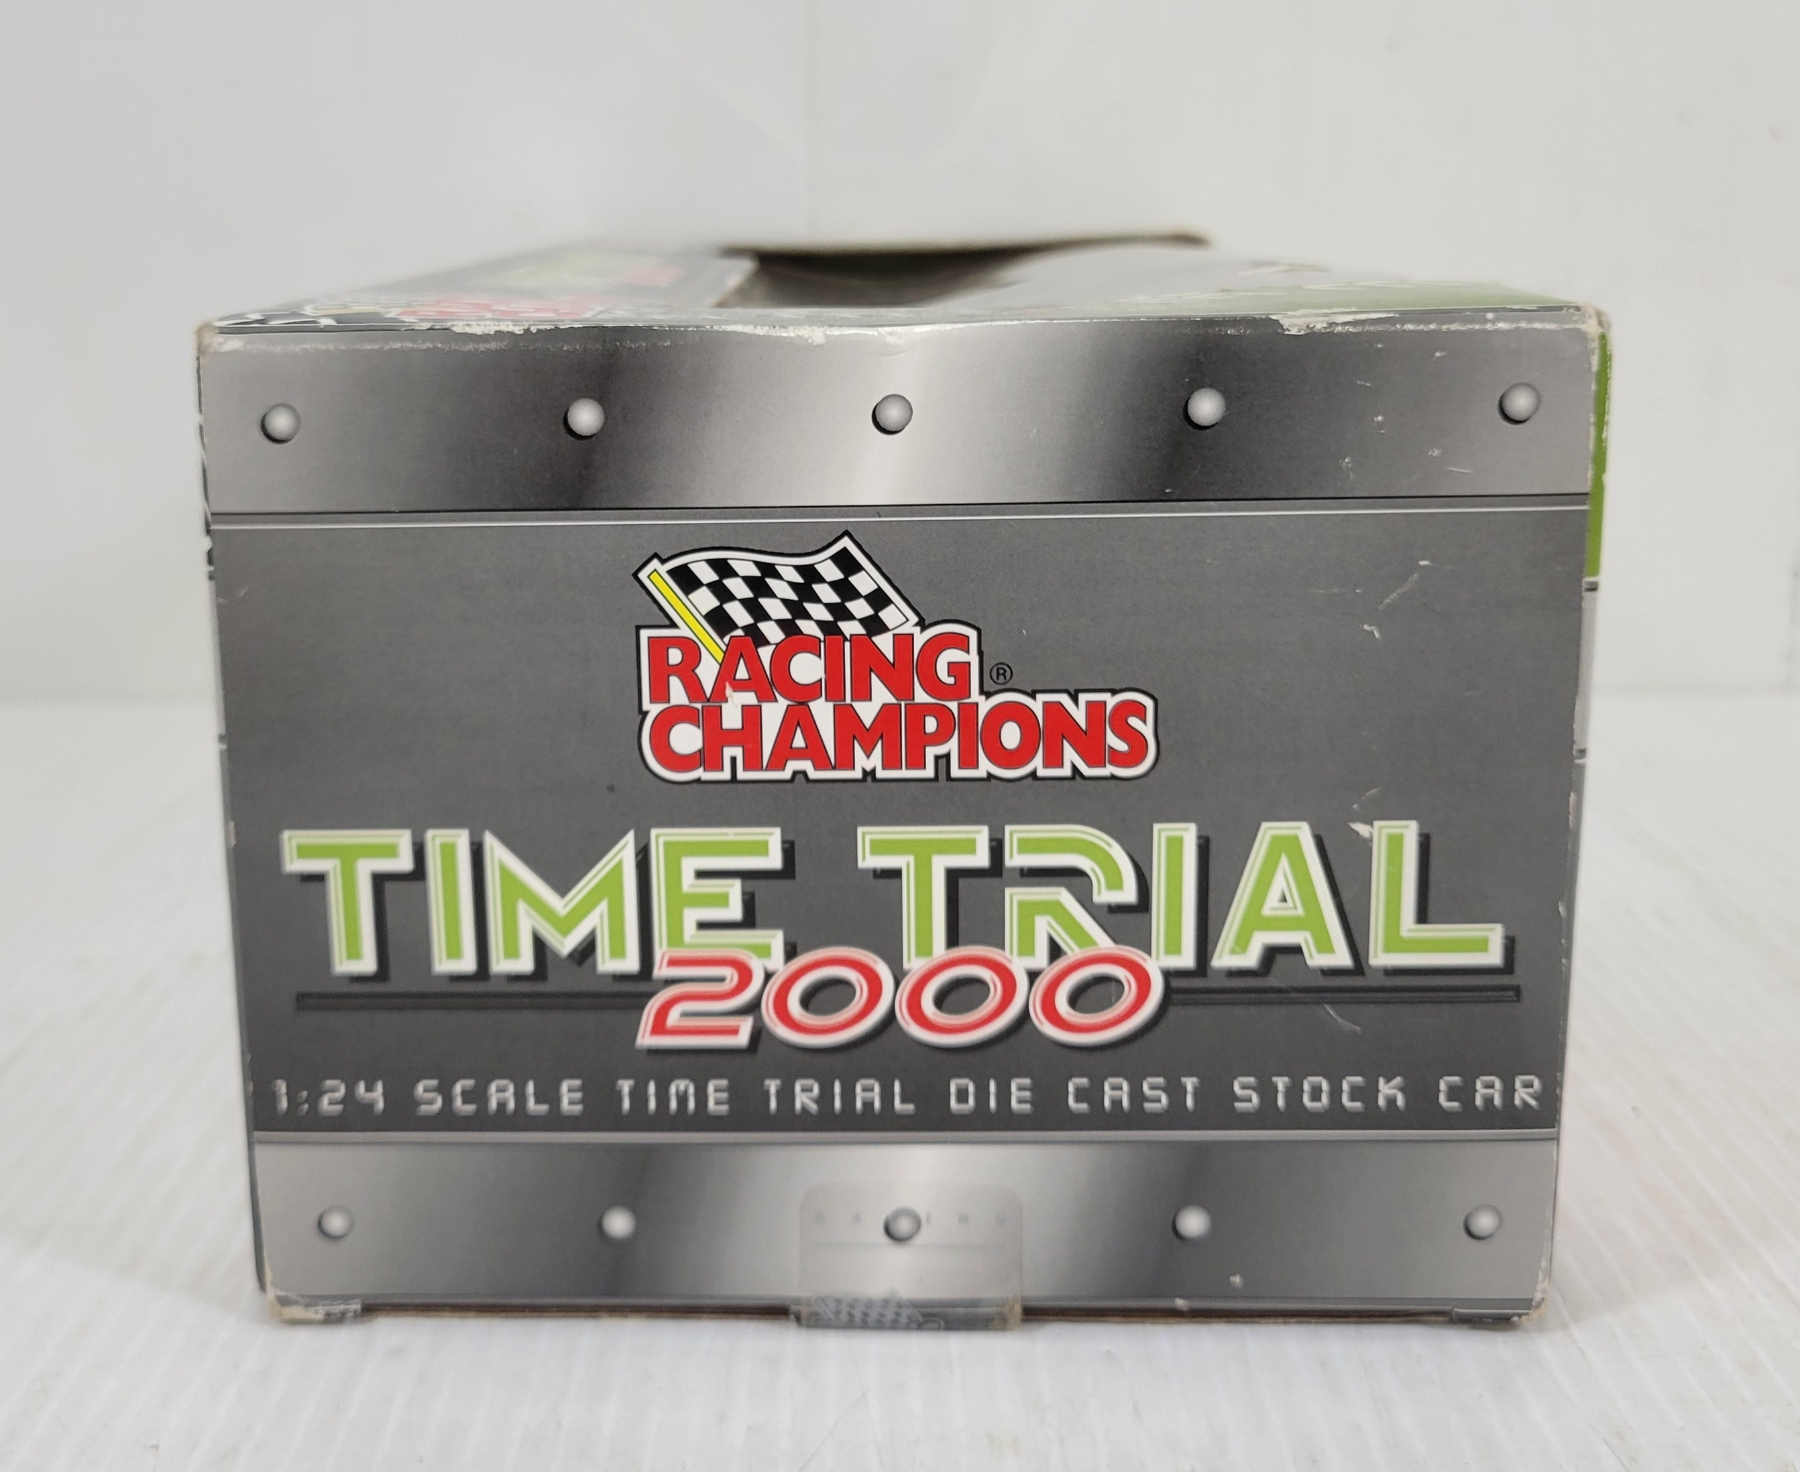 RACING ®
CHAMPIONS
TIME TRIAL
2000
1:24 SCALE TIME TRIAL DIE CAST STOCK CAR